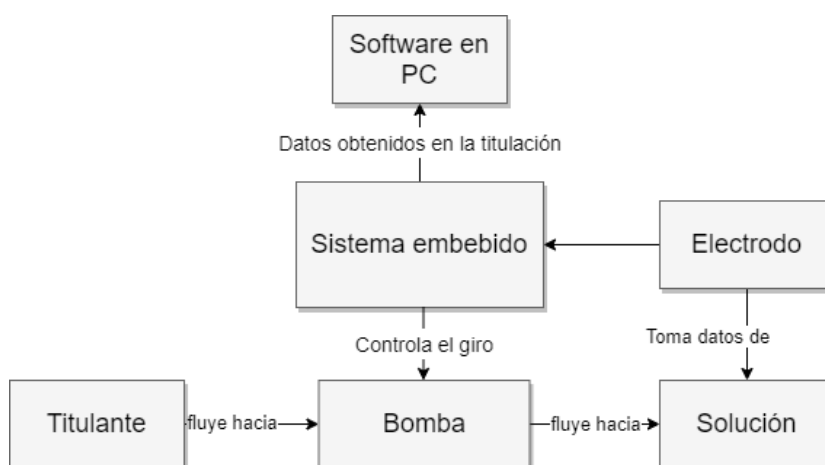 Software en
PC
Datos obtenidos en la titulación
Sistema embebido
Electrodo
Controla el giro
Toma datos de
Titulante
fluye hacia
Bomba
fluye hacia
Solución